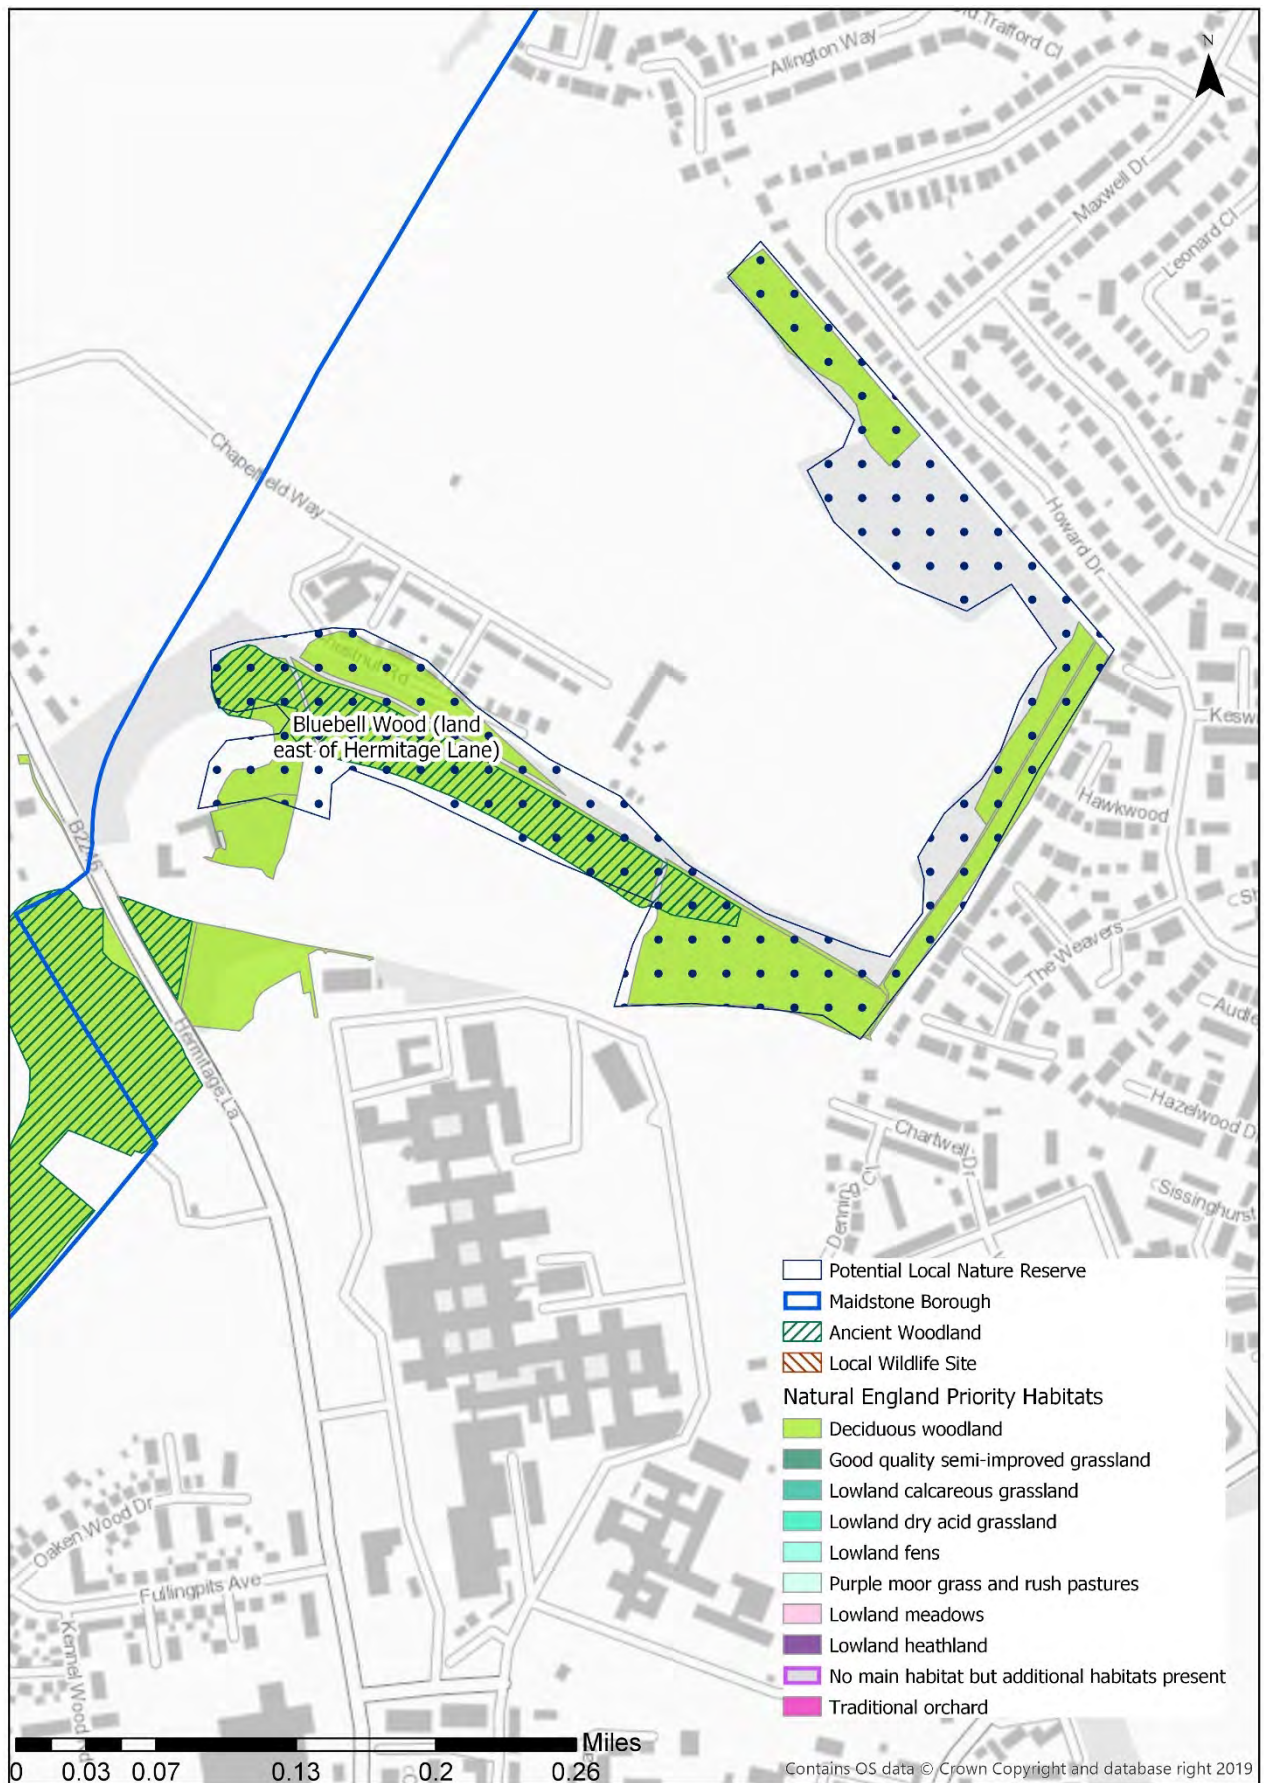 N
Trafford Cl
Allington Way
Maxwell Dr
Leonard Cl
Chapelfield Way
Howard Dr
Chestnut Rd
Bluebell Wood (land
east of Hermitage Lane)
Hawkwood
B2246
The Weavers
Hermitage La
Hazelwood D
Chartwell Dr
Sissinghurst
Oaken Wood Dr
Fullingpits Ave
Kennel Wood Rd
Potential Local Nature Reserve
Maidstone Borough
Ancient Woodland
Local Wildlife Site
Natural England Priority Habitats
Deciduous woodland
Good quality semi-improved grassland
Lowland calcareous grassland
Lowland dry acid grassland
Lowland fens
Purple moor grass and rush pastures
Lowland meadows
Lowland heathland
No main habitat but additional habitats present
Traditional orchard
Miles
0 0.03 0.07 0.13 0.2 0.26
Contains OS data © Crown Copyright and database right 2019